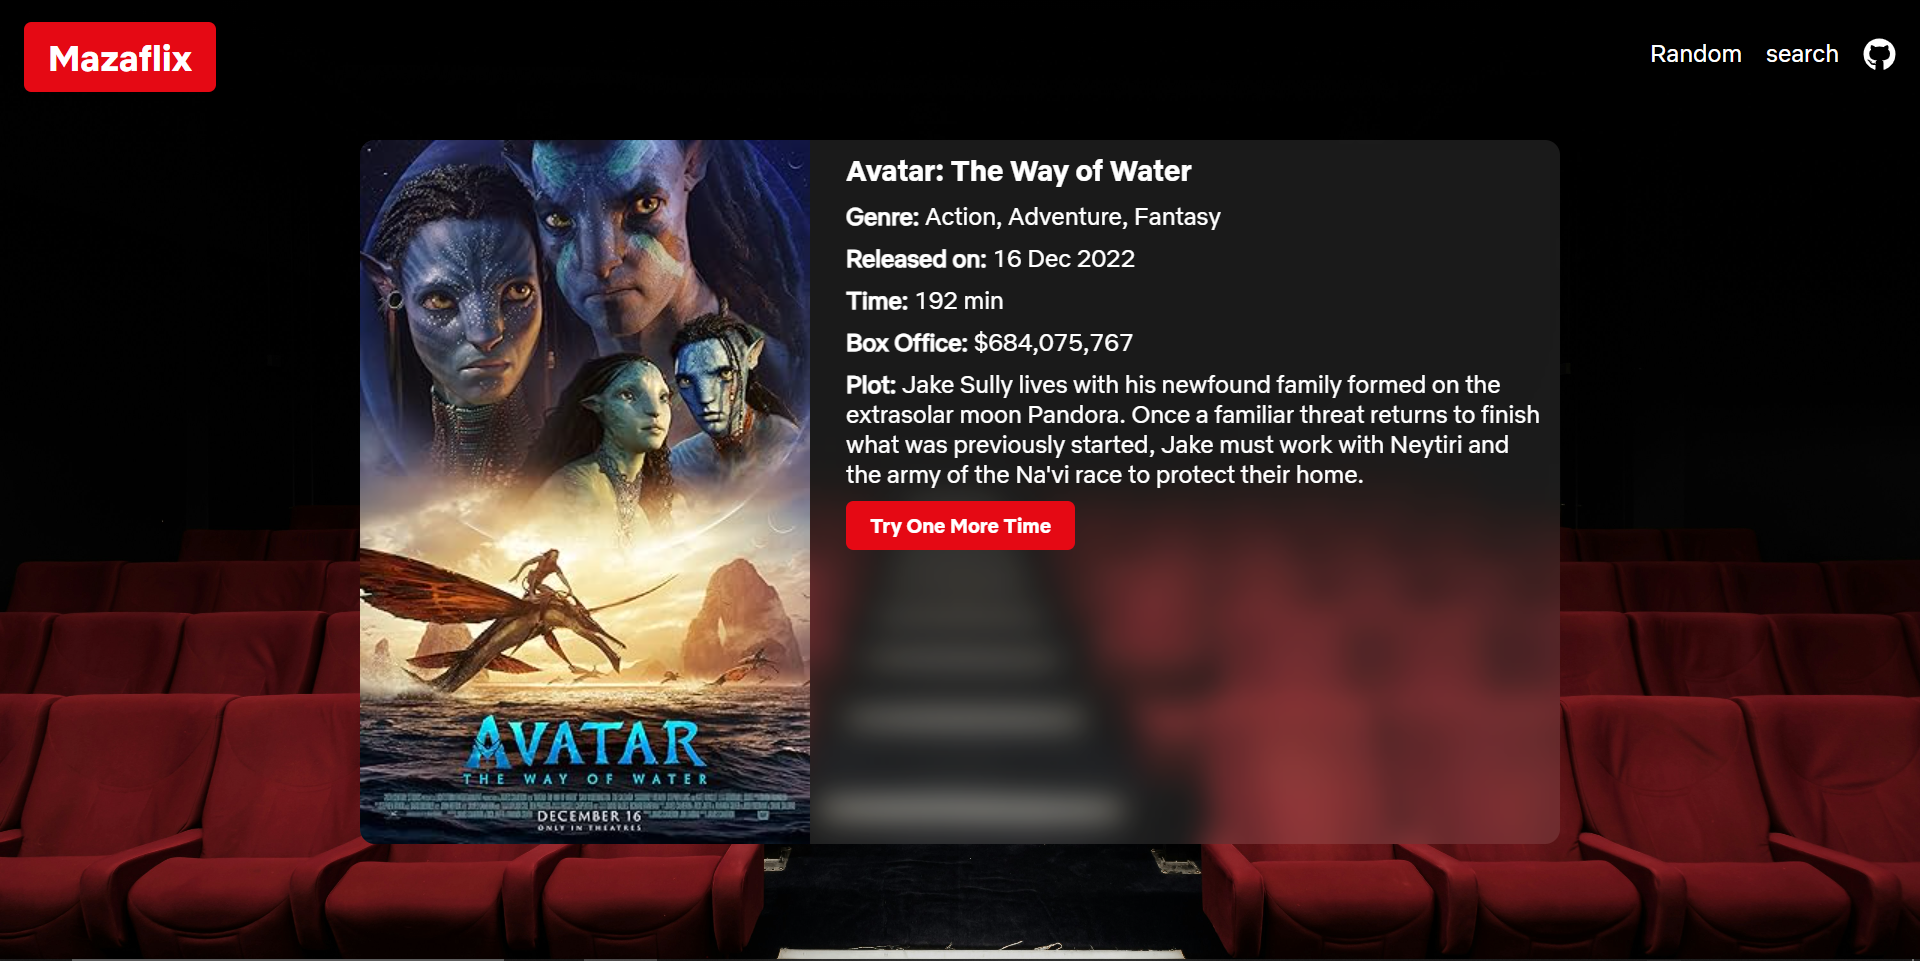 Mazaflix
Random
search
Avatar: The Way of Water
Genre: Action, Adventure, Fantasy
Released on: 16 Dec 2022
Time: 192 min
Box Office: $684,075,767
Plot: Jake Sully lives with his newfound family formed on the
extrasolar moon Pandora. Once a familiar threat returns to finish
what was previously started, Jake must work with Neytiri and
the army of the Na'vi race to protect their home.
Try One More Time
AVATAR
THE WAY OF WATER
DECEMBER 16
ONLY IN THEATRES